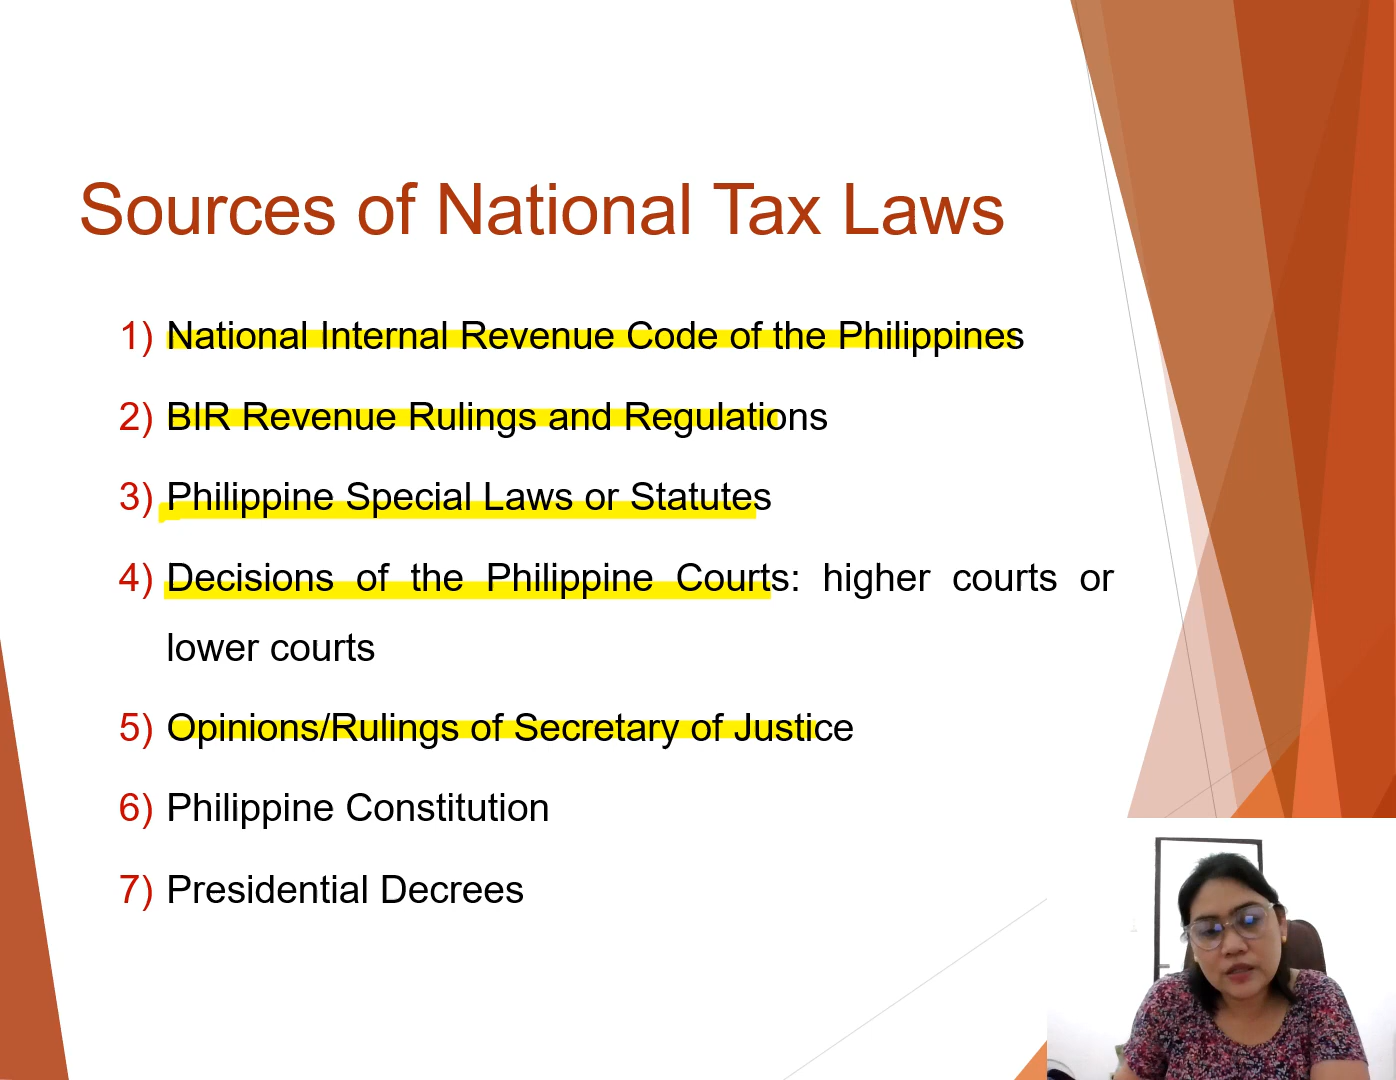 Sources of National Tax Laws
1) National Internal Revenue Code of the Philippines
2) BIR Revenue Rulings and Regulations
3) Philippine Special Laws or Statutes
4) Decisions of the Philippine Courts: higher courts or
lower courts
5) Opinions/Rulings of Secretary of Justice
6) Philippine Constitution
7) Presidential Decrees